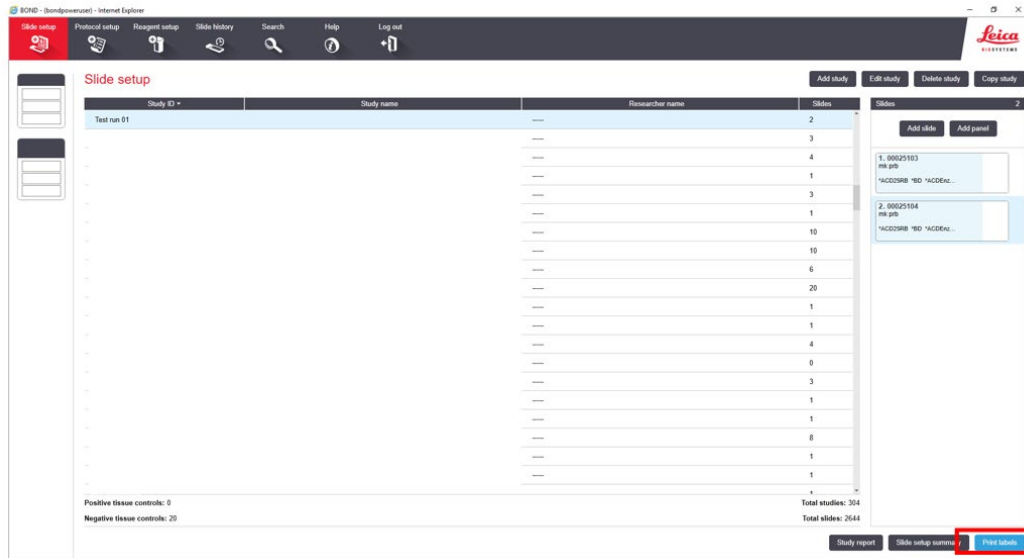 BOND - (bondpoweruser) - Internet Explorer
Slide setup Protocol setup Reagent setup Slide history Search Help Log out
Leica
BIOSYSTEMS
Slide setup
Add study Edit study Delete study Copy study
Study ID Study name Researcher name Slides
Slides 2
Test run 01 ---- 2
Add slide Add panel
---- 3
---- 4
---- 1
---- 3
---- 1
---- 10
---- 10
---- 6
---- 20
---- 1
---- 1
---- 4
---- 0
---- 3
---- 1
---- 1
---- 8
---- 1
---- 1
1. 00025103
mk prb
*ACD25RB *BD *ACDEnz...
2. 00025104
mk prb
*ACD25RB *BD *ACDEnz...
Positive tissue controls: 0 Total studies: 304
Negative tissue controls: 20 Total slides: 2644
Study report Slide setup summary Print labels